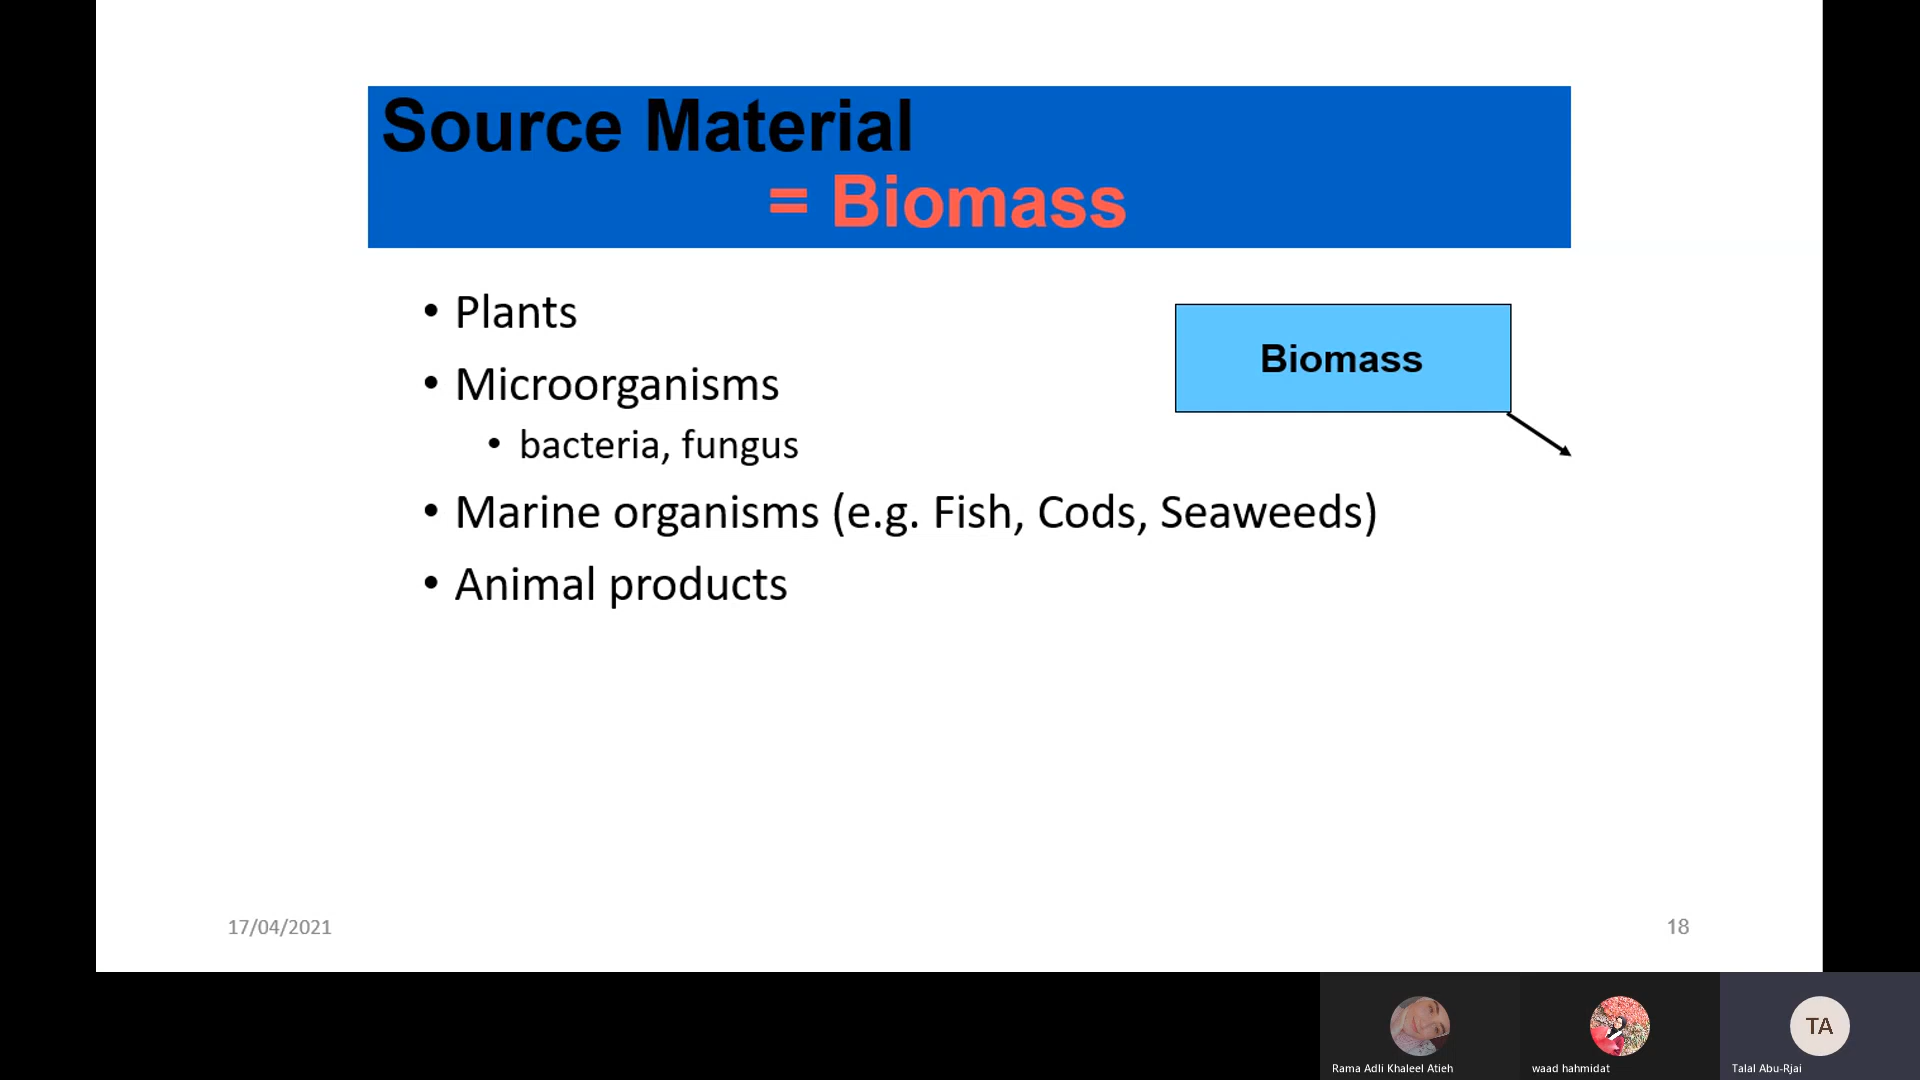 Source Material
= Biomass
• Plants
• Microorganisms
• bacteria, fungus
• Marine organisms (e.g. Fish, Cods, Seaweeds)
• Animal products
Biomass
17/04/2021
18
Rama Adli Khaleel Atieh
waad hahmidat
TA
Talal Abu-Rjai